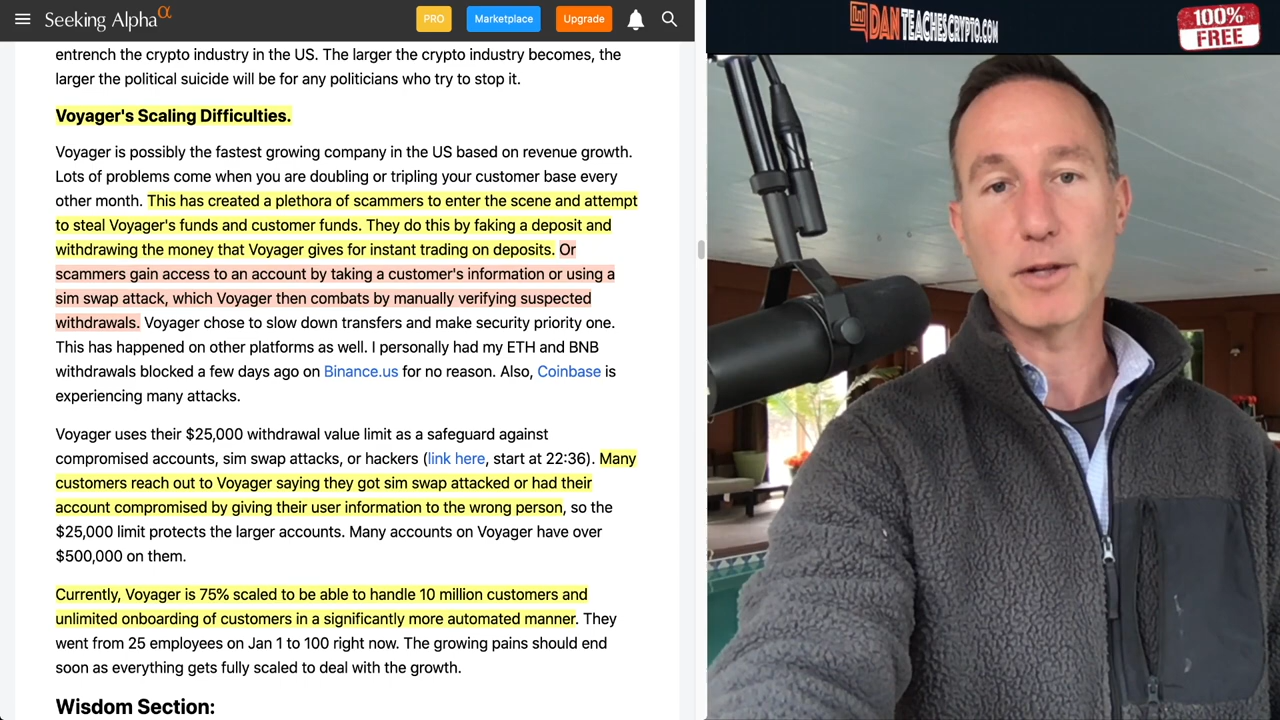 Seeking Alphaα
PRO
Marketplace
Upgrade
DANTEACHESCRYPTO.COM
100%
FREE
entrench the crypto industry in the US. The larger the crypto industry becomes, the
larger the political suicide will be for any politicians who try to stop it.
Voyager's Scaling Difficulties.
Voyager is possibly the fastest growing company in the US based on revenue growth.
Lots of problems come when you are doubling or tripling your customer base every
other month. This has created a plethora of scammers to enter the scene and attempt
to steal Voyager's funds and customer funds. They do this by faking a deposit and
withdrawing the money that Voyager gives for instant trading on deposits. Or
scammers gain access to an account by taking a customer's information or using a
sim swap attack, which Voyager then combats by manually verifying suspected
withdrawals. Voyager chose to slow down transfers and make security priority one.
This has happened on other platforms as well. I personally had my ETH and BNB
withdrawals blocked a few days ago on Binance.us for no reason. Also, Coinbase is
experiencing many attacks.
Voyager uses their $25,000 withdrawal value limit as a safeguard against
compromised accounts, sim swap attacks, or hackers (link here, start at 22:36). Many
customers reach out to Voyager saying they got sim swap attacked or had their
account compromised by giving their user information to the wrong person, so the
$25,000 limit protects the larger accounts. Many accounts on Voyager have over
$500,000 on them.
Currently, Voyager is 75% scaled to be able to handle 10 million customers and
unlimited onboarding of customers in a significantly more automated manner. They
went from 25 employees on Jan 1 to 100 right now. The growing pains should end
soon as everything gets fully scaled to deal with the growth.
Wisdom Section: